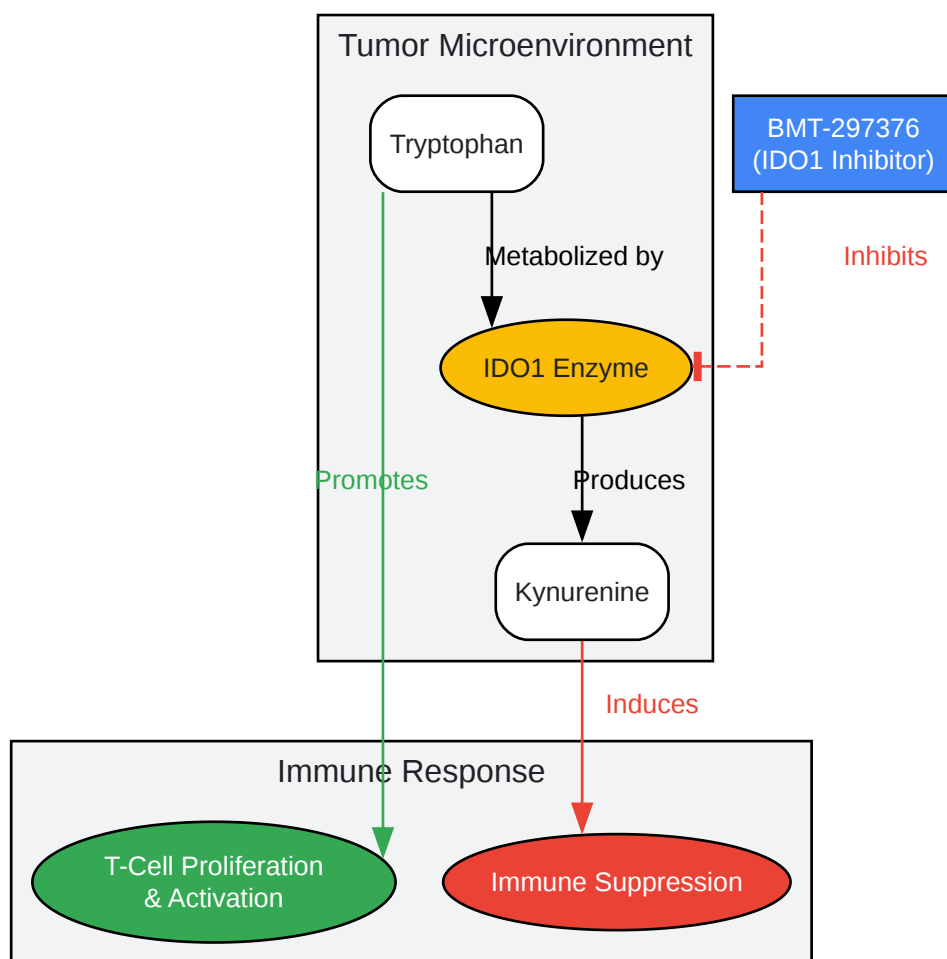 Tumor Microenvironment
Tryptophan
BMT-297376
(IDO1 Inhibitor)
Metabolized by
Inhibits
IDO1 Enzyme
Promotes
Produces
Kynurenine
Induces
Immune Response
T-Cell Proliferation
& Activation
Immune Suppression